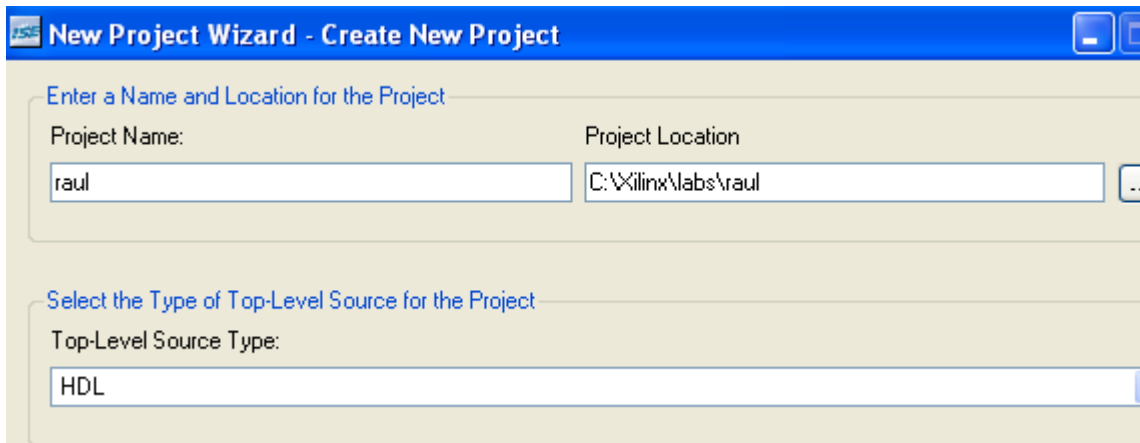 ISE New Project Wizard - Create New Project
Enter a Name and Location for the Project
Project Name: Project Location
raul C:\Xilinx\labs\raul ..
Select the Type of Top-Level Source for the Project
Top-Level Source Type:
HDL